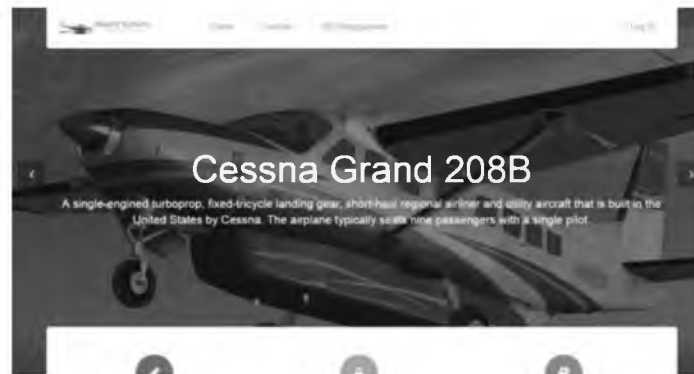 Cessna Grand 208B
A single-engined turboprop, fixed-tricycle landing gear, short-haul regional airliner and utility aircraft that is built in the
United States by Cessna. The airplane typically seats nine passengers with a single pilot.